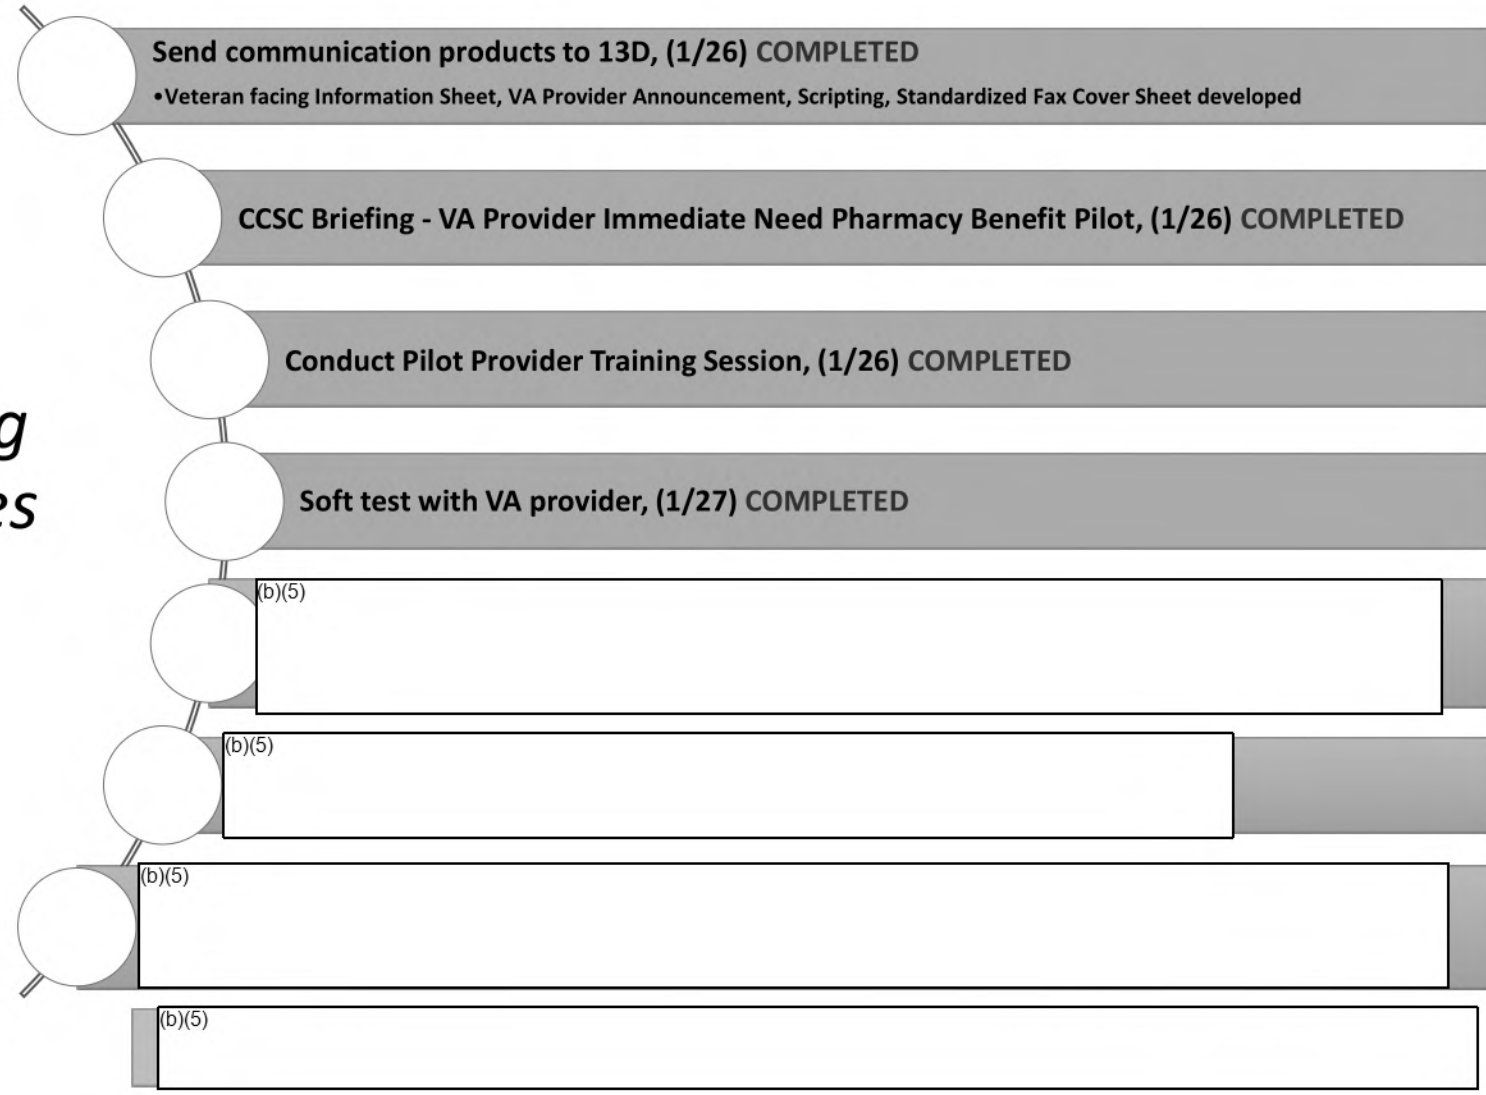 Send communication products to 13D, (1/26) COMPLETED
•Veteran facing Information Sheet, VA Provider Announcement, Scripting, Standardized Fax Cover Sheet developed
CCSC Briefing - VA Provider Immediate Need Pharmacy Benefit Pilot, (1/26) COMPLETED
Conduct Pilot Provider Training Session, (1/26) COMPLETED
Soft test with VA provider, (1/27) COMPLETED
(b)(5)
(b)(5)
(b)(5)
(b)(5)